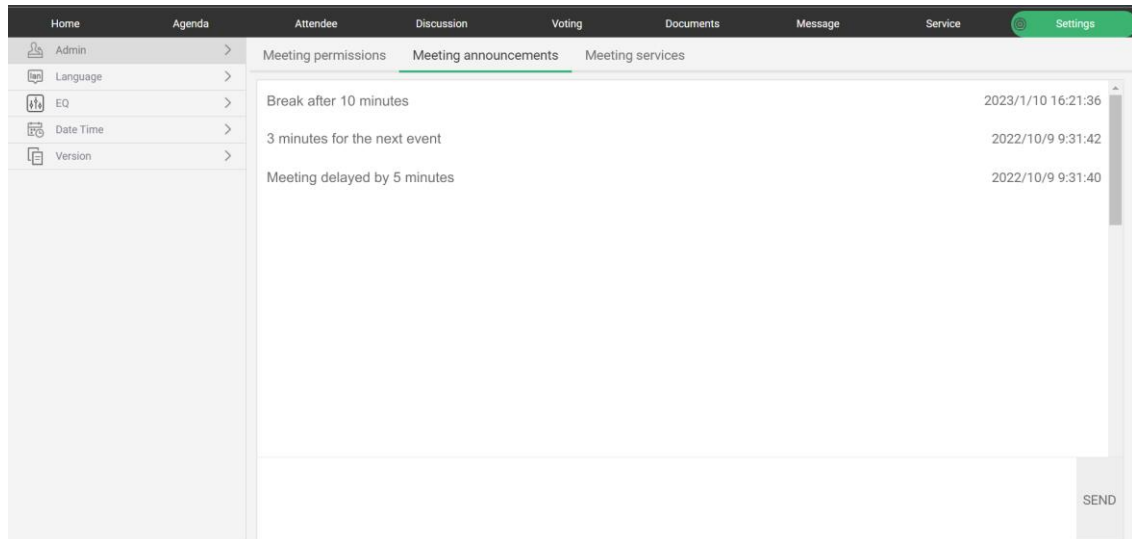 Home Agenda Attendee Discussion Voting Documents Message Service Settings
Admin
lan Language
EQ
Date Time
Version
Meeting permissions Meeting announcements Meeting services
Break after 10 minutes 2023/1/10 16:21:36
3 minutes for the next event 2022/10/9 9:31:42
Meeting delayed by 5 minutes 2022/10/9 9:31:40
SEND